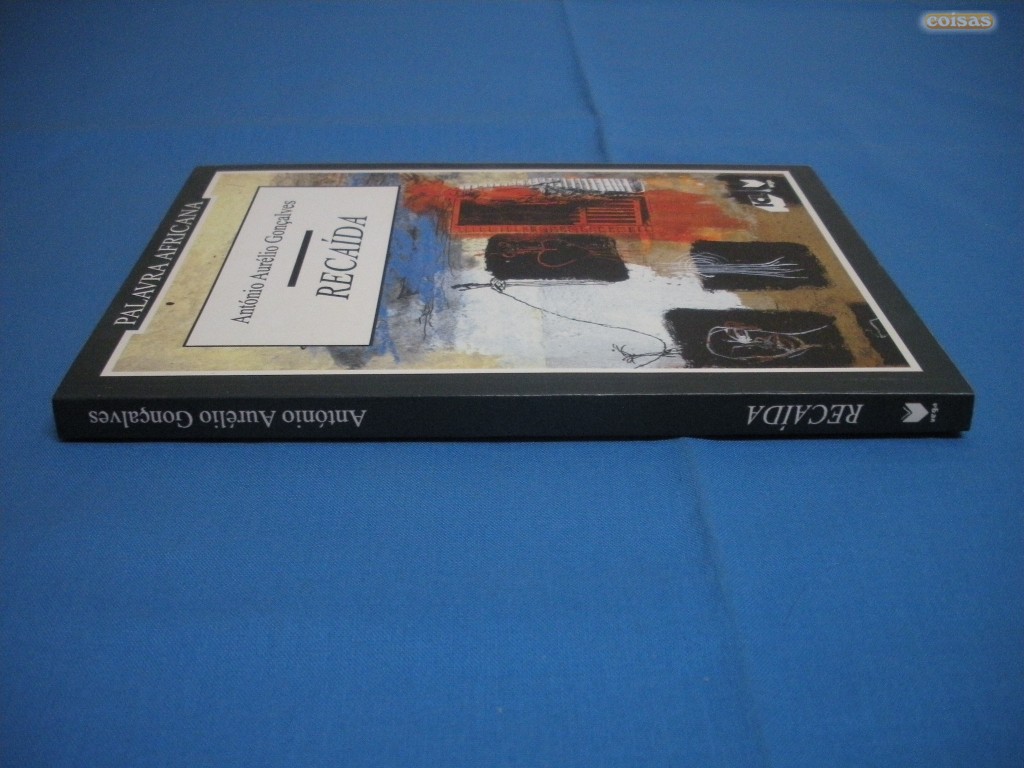 coisas
PALAVRA AFRICANA
António Aurélio Gonçalves
RECAÍDA
António Aurélio Gonçalves
RECAÍDA